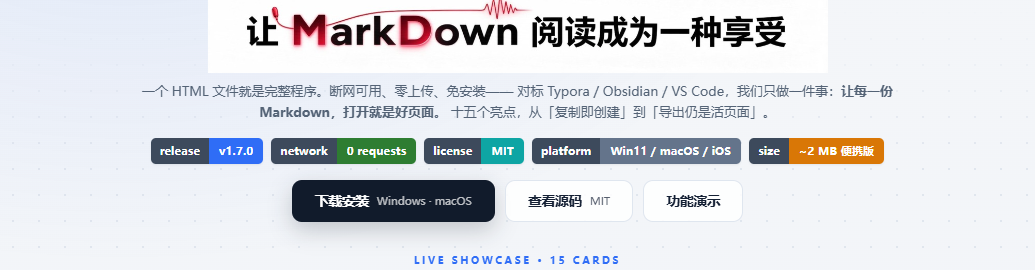 让 MarkDown 阅读成为一种享受
一个 HTML 文件就是完整程序。断网可用、零上传、免安装—— 对标 Typora / Obsidian / VS Code，我们只做一件事：让每一份
Markdown，打开就是好页面。 十五个亮点，从「复制即创建」到「导出仍是活页面」。
release v1.7.0 network 0 requests license MIT platform Win11 / macOS / iOS size ~2 MB 便携版
下载安装 Windows · macOS 查看源码 MIT 功能演示
LIVE SHOWCASE • 15 CARDS